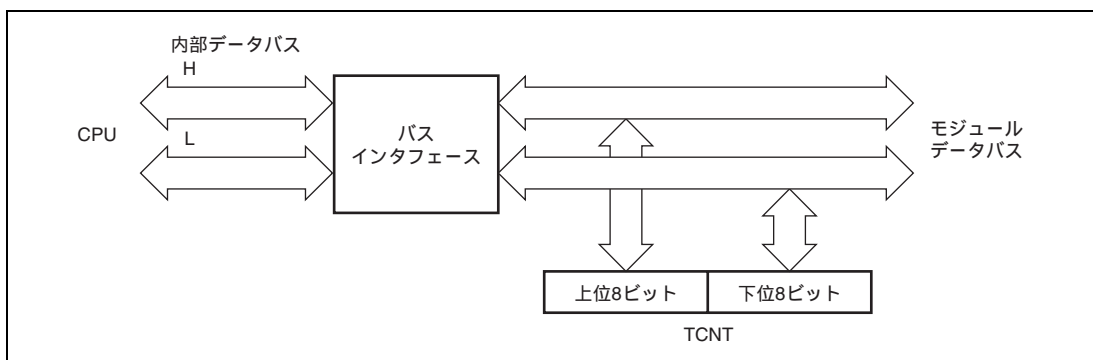 内部データバス
H
CPU
L
バス
インタフェース
モジュール
データバス
上位8ビット
下位8ビット
TCNT